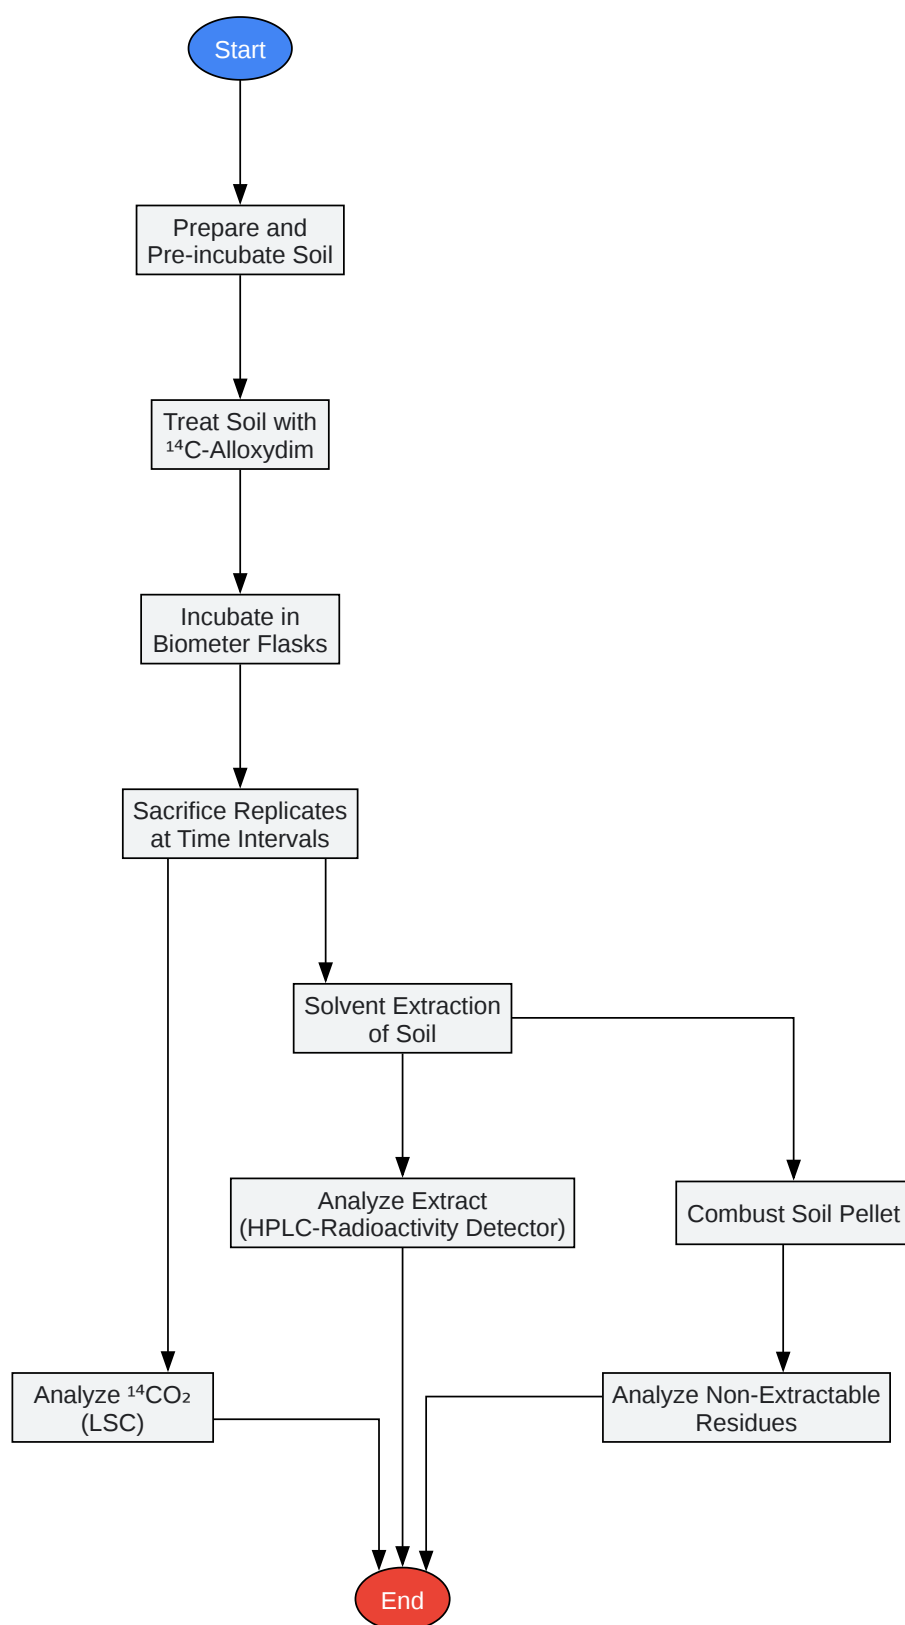 Start
Prepare and
Pre-incubate Soil
Treat Soil with
¹⁴C-Alloxydim
Incubate in
Biometer Flasks
Sacrifice Replicates
at Time Intervals
Solvent Extraction
of Soil
Analyze Extract
(HPLC-Radioactivity Detector)
Combust Soil Pellet
Analyze ¹⁴CO₂
(LSC)
Analyze Non-Extractable
Residues
End